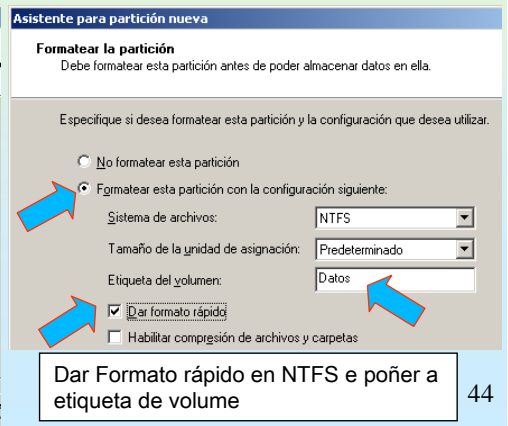 Asistente para partición nueva
Formatear la partición
Debe formatear esta partición antes de poder almacenar datos en ella.
Especifique si desea formatear esta partición y la configuración que desea utilizar.
No formatear esta partición
Formatear esta partición con la configuración siguiente:
Sistema de archivos: NTFS
Tamaño de la unidad de asignación: Predeterminado
Etiqueta del volumen: Datos
Dar formato rápido
Habilitar compresión de archivos y carpetas
Dar Formato rápido en NTFS e poñer a
etiqueta de volume
44